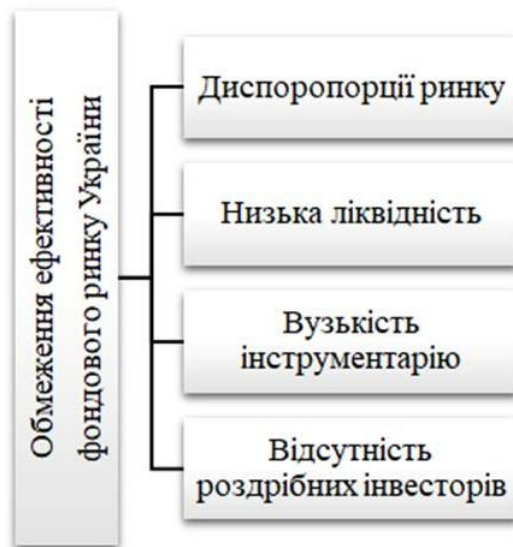 Обмеження ефективності
фондового ринку України
Диспоропорції ринку
Низька ліквідність
Вузькість
інструментарію
Відсутність
роздрібних інвесторів